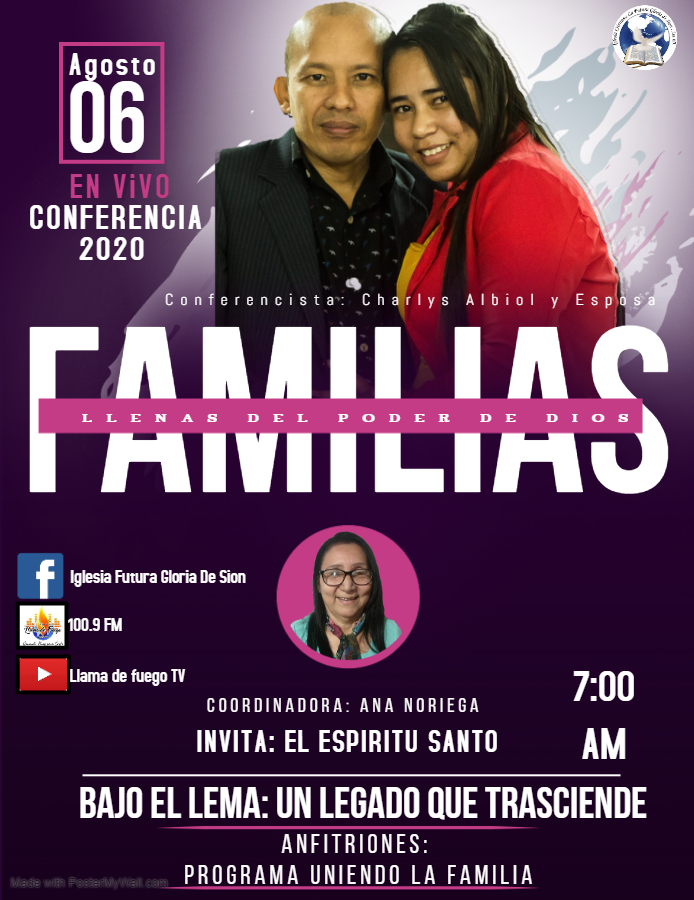 Agosto
06
EN ViVO
CONFERENCIA
2020
Conferencista: Charlys Albiol y Esposa
FAMILIAS
LLENAS DEL PODER DE DIOS
Iglesia Futura Gloria De Sion
100.9 FM
Llama de fuego TV
7:00
AM
COORDINADORA: ANA NORIEGA
INVITA: EL ESPIRITU SANTO
BAJO EL LEMA: UN LEGADO QUE TRASCIENDE
ANFITRIONES:
PROGRAMA UNIENDO LA FAMILIA
Made with PosterMyWall.com